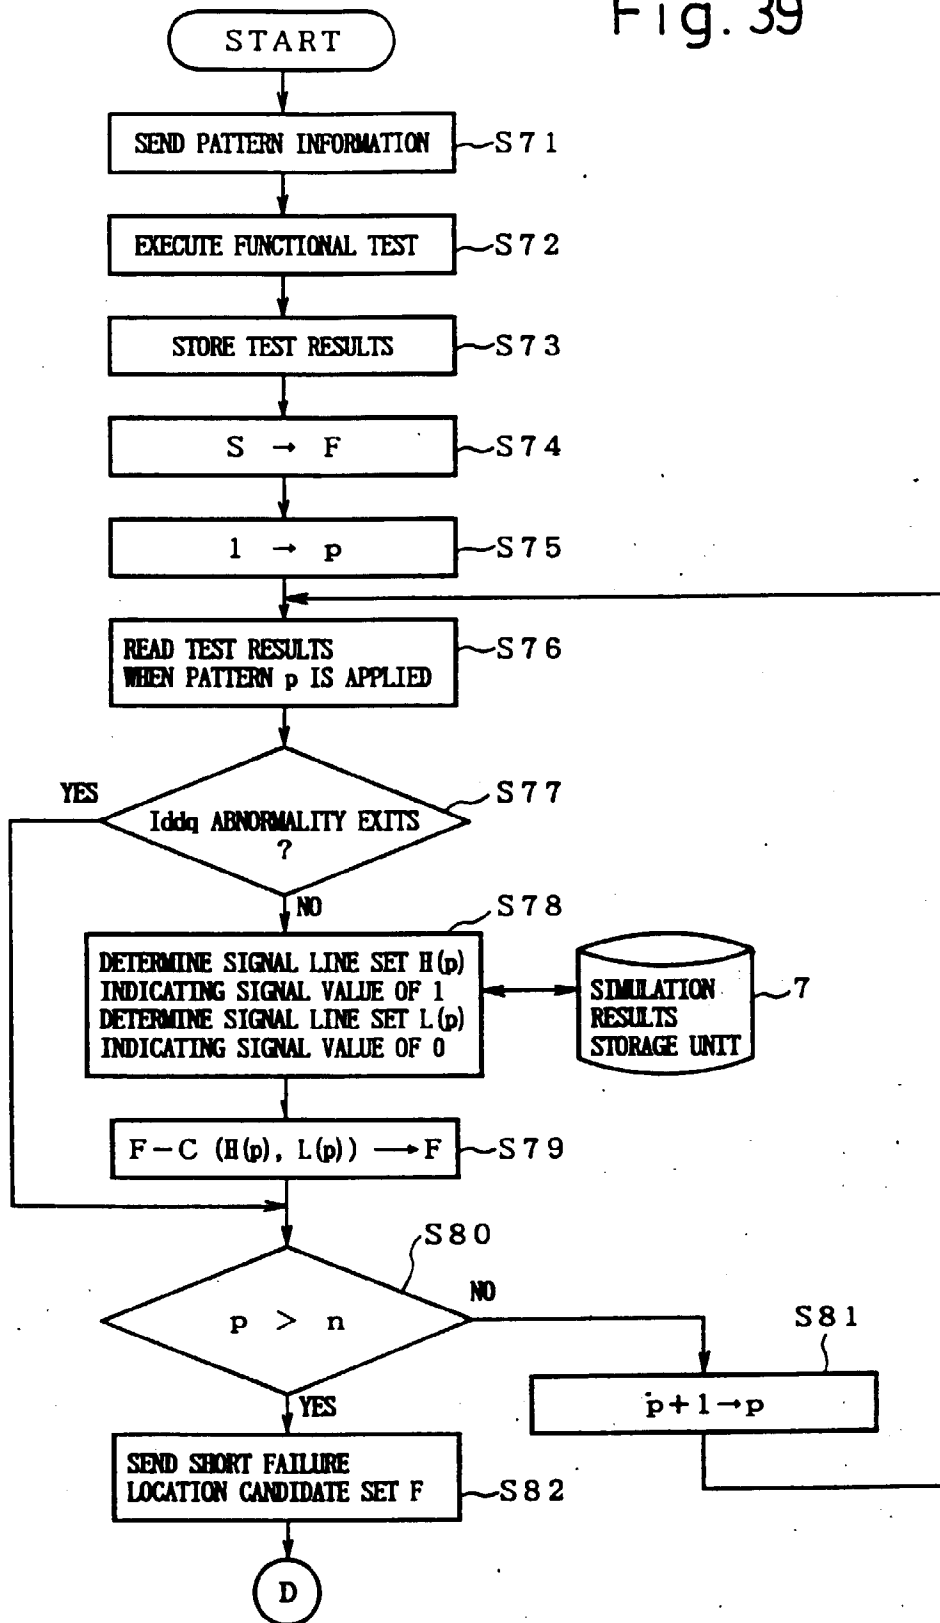 Fig. 39
START
SEND PATTERN INFORMATION
S71
EXECUTE FUNCTIONAL TEST
S72
STORE TEST RESULTS
S73
S → F
S74
1 → p
S75
READ TEST RESULTS
WHEN PATTERN p IS APPLIED
S76
YES
Iddq ABNORMALITY EXITS
?
S77
NO
S78
DETERMINE SIGNAL LINE SET H(p)
INDICATING SIGNAL VALUE OF 1
DETERMINE SIGNAL LINE SET L(p)
INDICATING SIGNAL VALUE OF 0
SIMULATION
RESULTS
STORAGE UNIT
7
F－C (H(p), L(p)) → F
S79
S80
p > n
NO
S81
p+1→p
YES
SEND SHORT FAILURE
LOCATION CANDIDATE SET F
S82
D